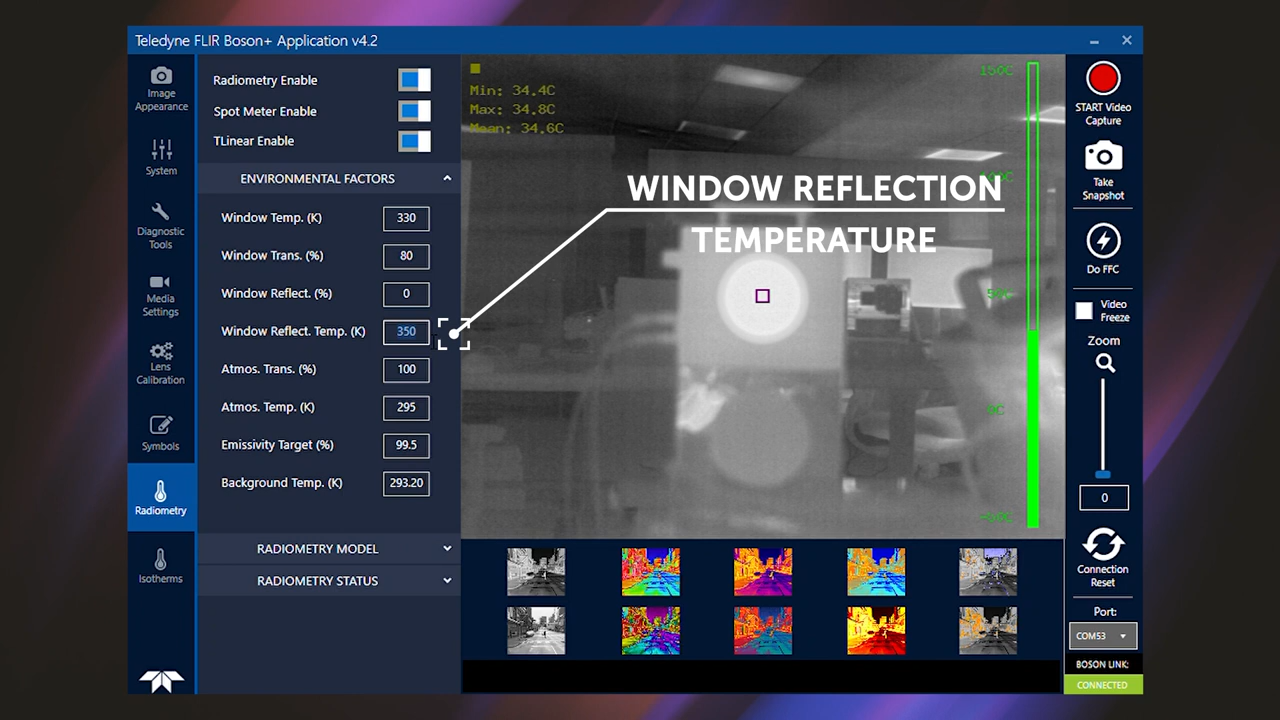 Teledyne FLIR Boson+ Application v4.2
Image
Appearance
System
Diagnostic
Tools
Media
Settings
Lens
Calibration
Symbols
Radiometry
Isotherms
Radiometry Enable
Spot Meter Enable
TLinear Enable
ENVIRONMENTAL FACTORS
Window Temp. (K) 330
Window Trans. (%) 80
Window Reflect. (%) 0
Window Reflect. Temp. (K) 350
Atmos. Trans. (%) 100
Atmos. Temp. (K) 295
Emissivity Target (%) 99.5
Background Temp. (K) 293.20
RADIOMETRY MODEL
RADIOMETRY STATUS
Min: 34.4C
Max: 34.8C
Mean: 34.6C
150C
WINDOW REFLECTION
TEMPERATURE
50C
0C
-50C
START Video
Capture
Take
Snapshot
Do FFC
Video
Freeze
Zoom
0
Connection
Reset
Port:
COM53
BOSON LINK:
CONNECTED